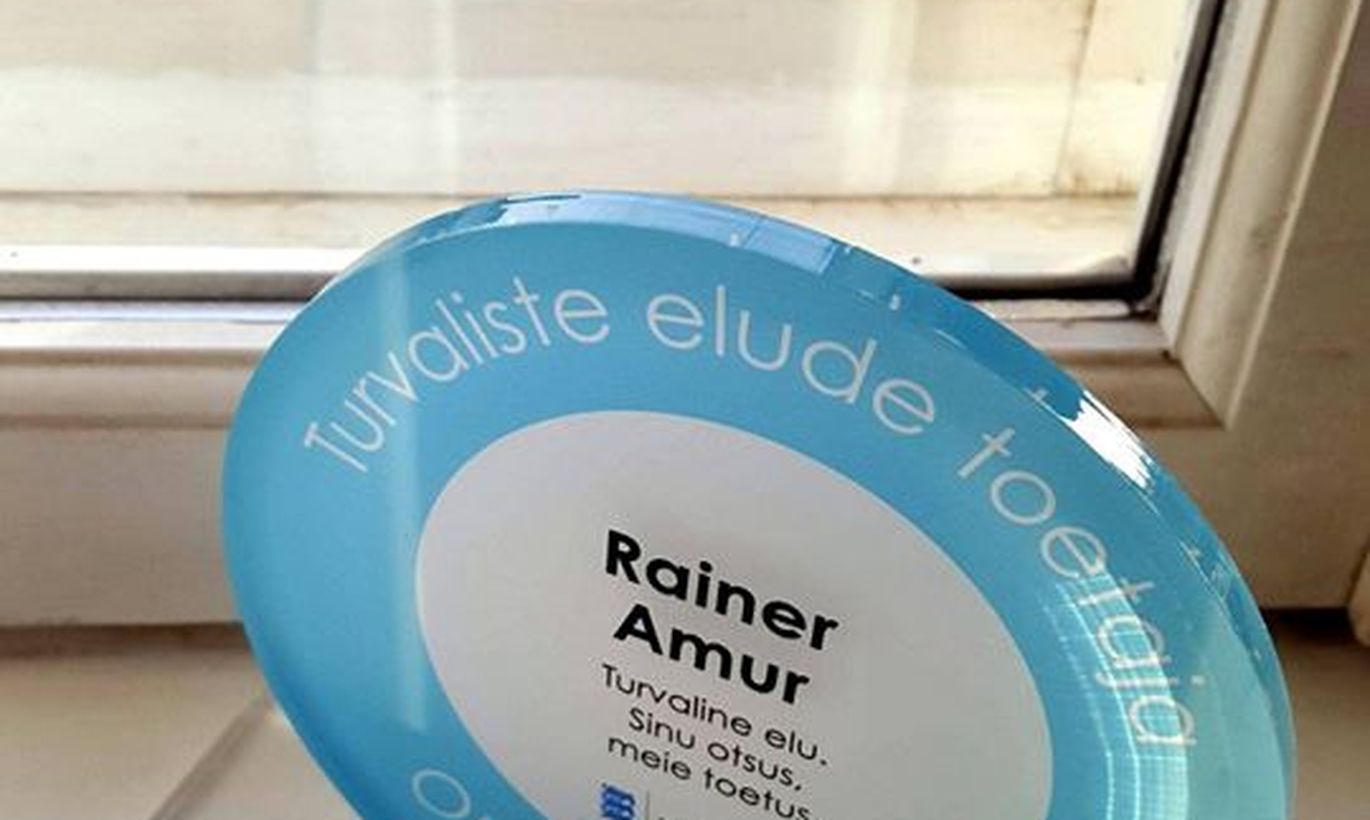 Turvaliste elude toetaja
Rainer
Amur
Turvaline elu.
Sinu otsus,
meie toetus